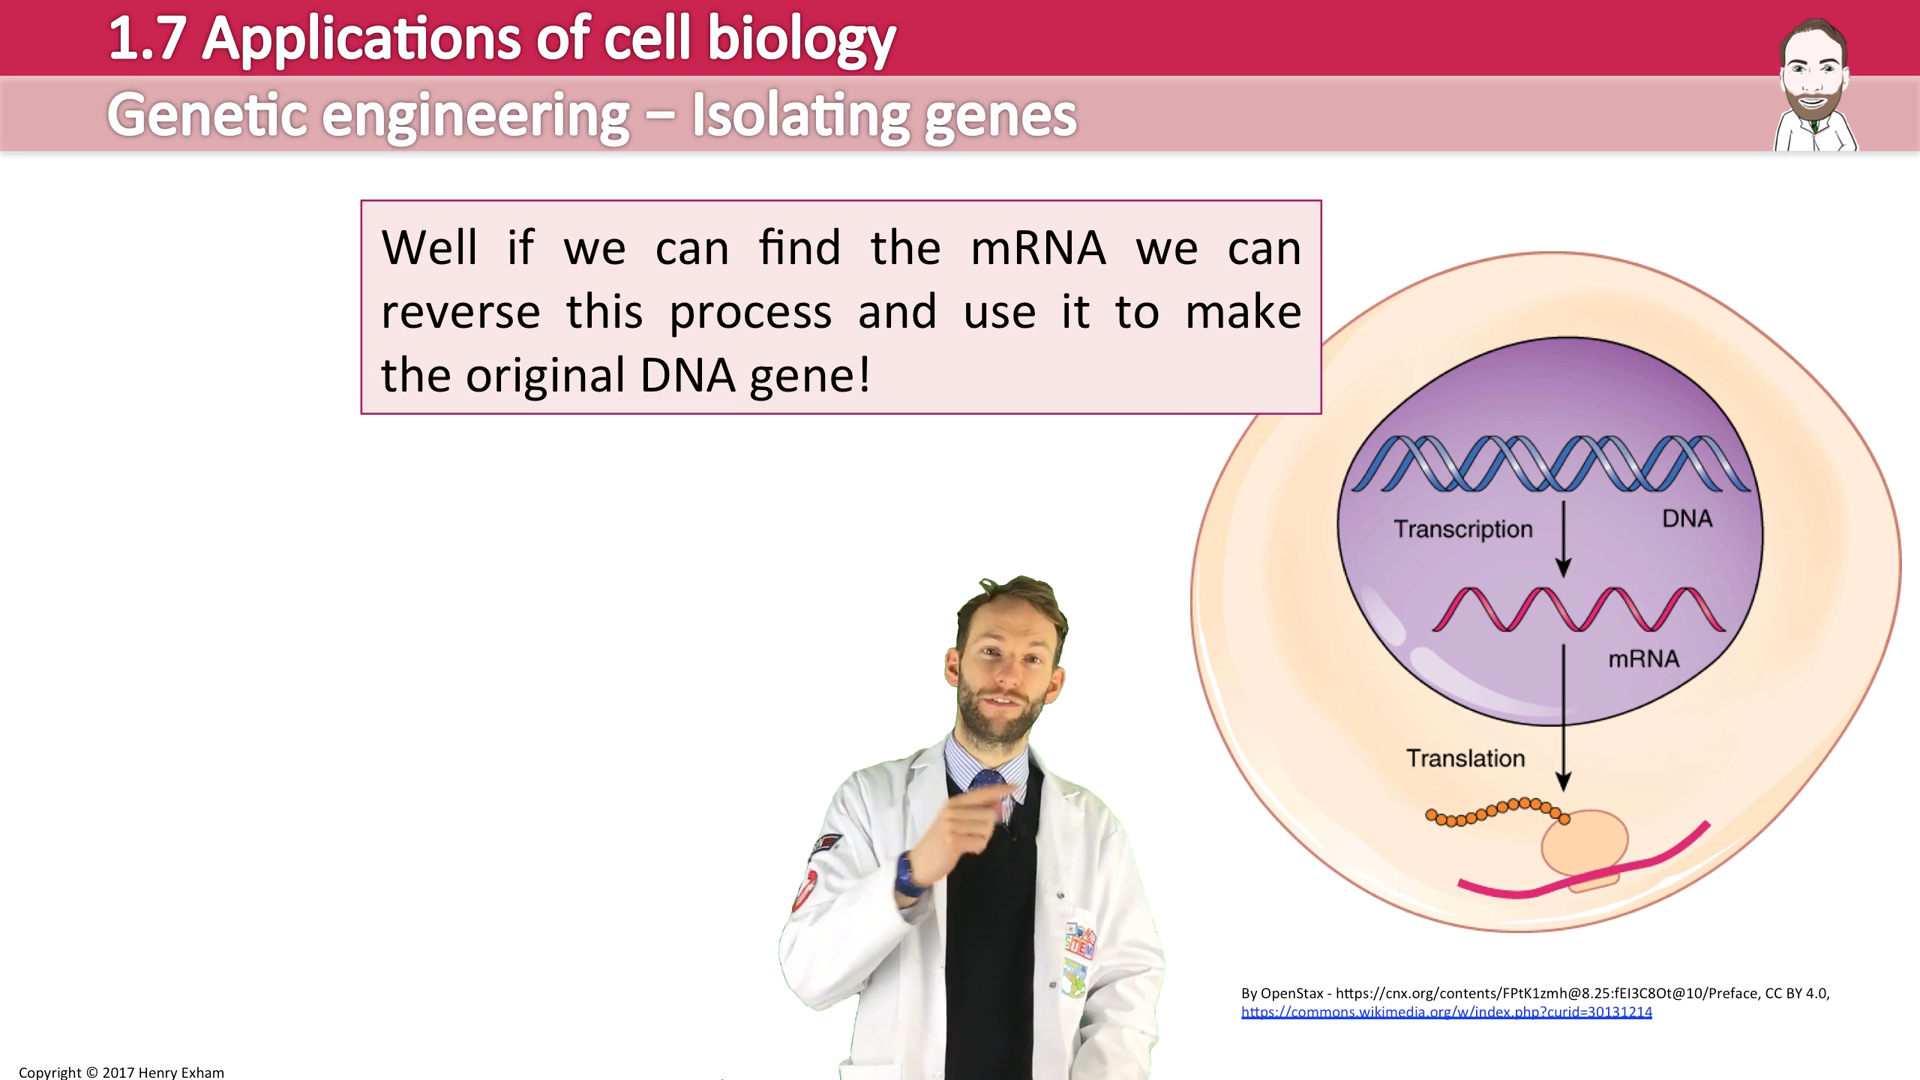 1.7 Applications of cell biology
Genetic engineering – Isolating genes
Well if we can find the mRNA we can
reverse this process and use it to make
the original DNA gene!
DNA
Transcription
mRNA
Translation
STEM
By OpenStax - https://cnx.org/contents/FPtK1zmh@8.25:fEI3C8Ot@10/Preface, CC BY 4.0,
https://commons.wikimedia.org/w/index.php?curid=30131214
Copyright © 2017 Henry Exham